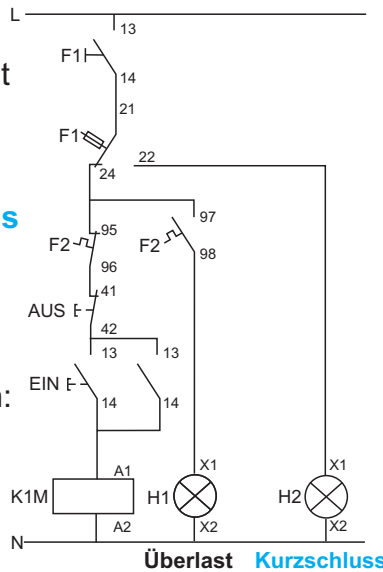 L
13
F1
14
t
21
F1
22
24
s
95 97
F2 F2
96 98
41
AUS
42
13 13
EIN
n:
14 14
A1 X1 X1
K1M H1 H2
A2 X2 X2
N
Überlast Kurzschluss